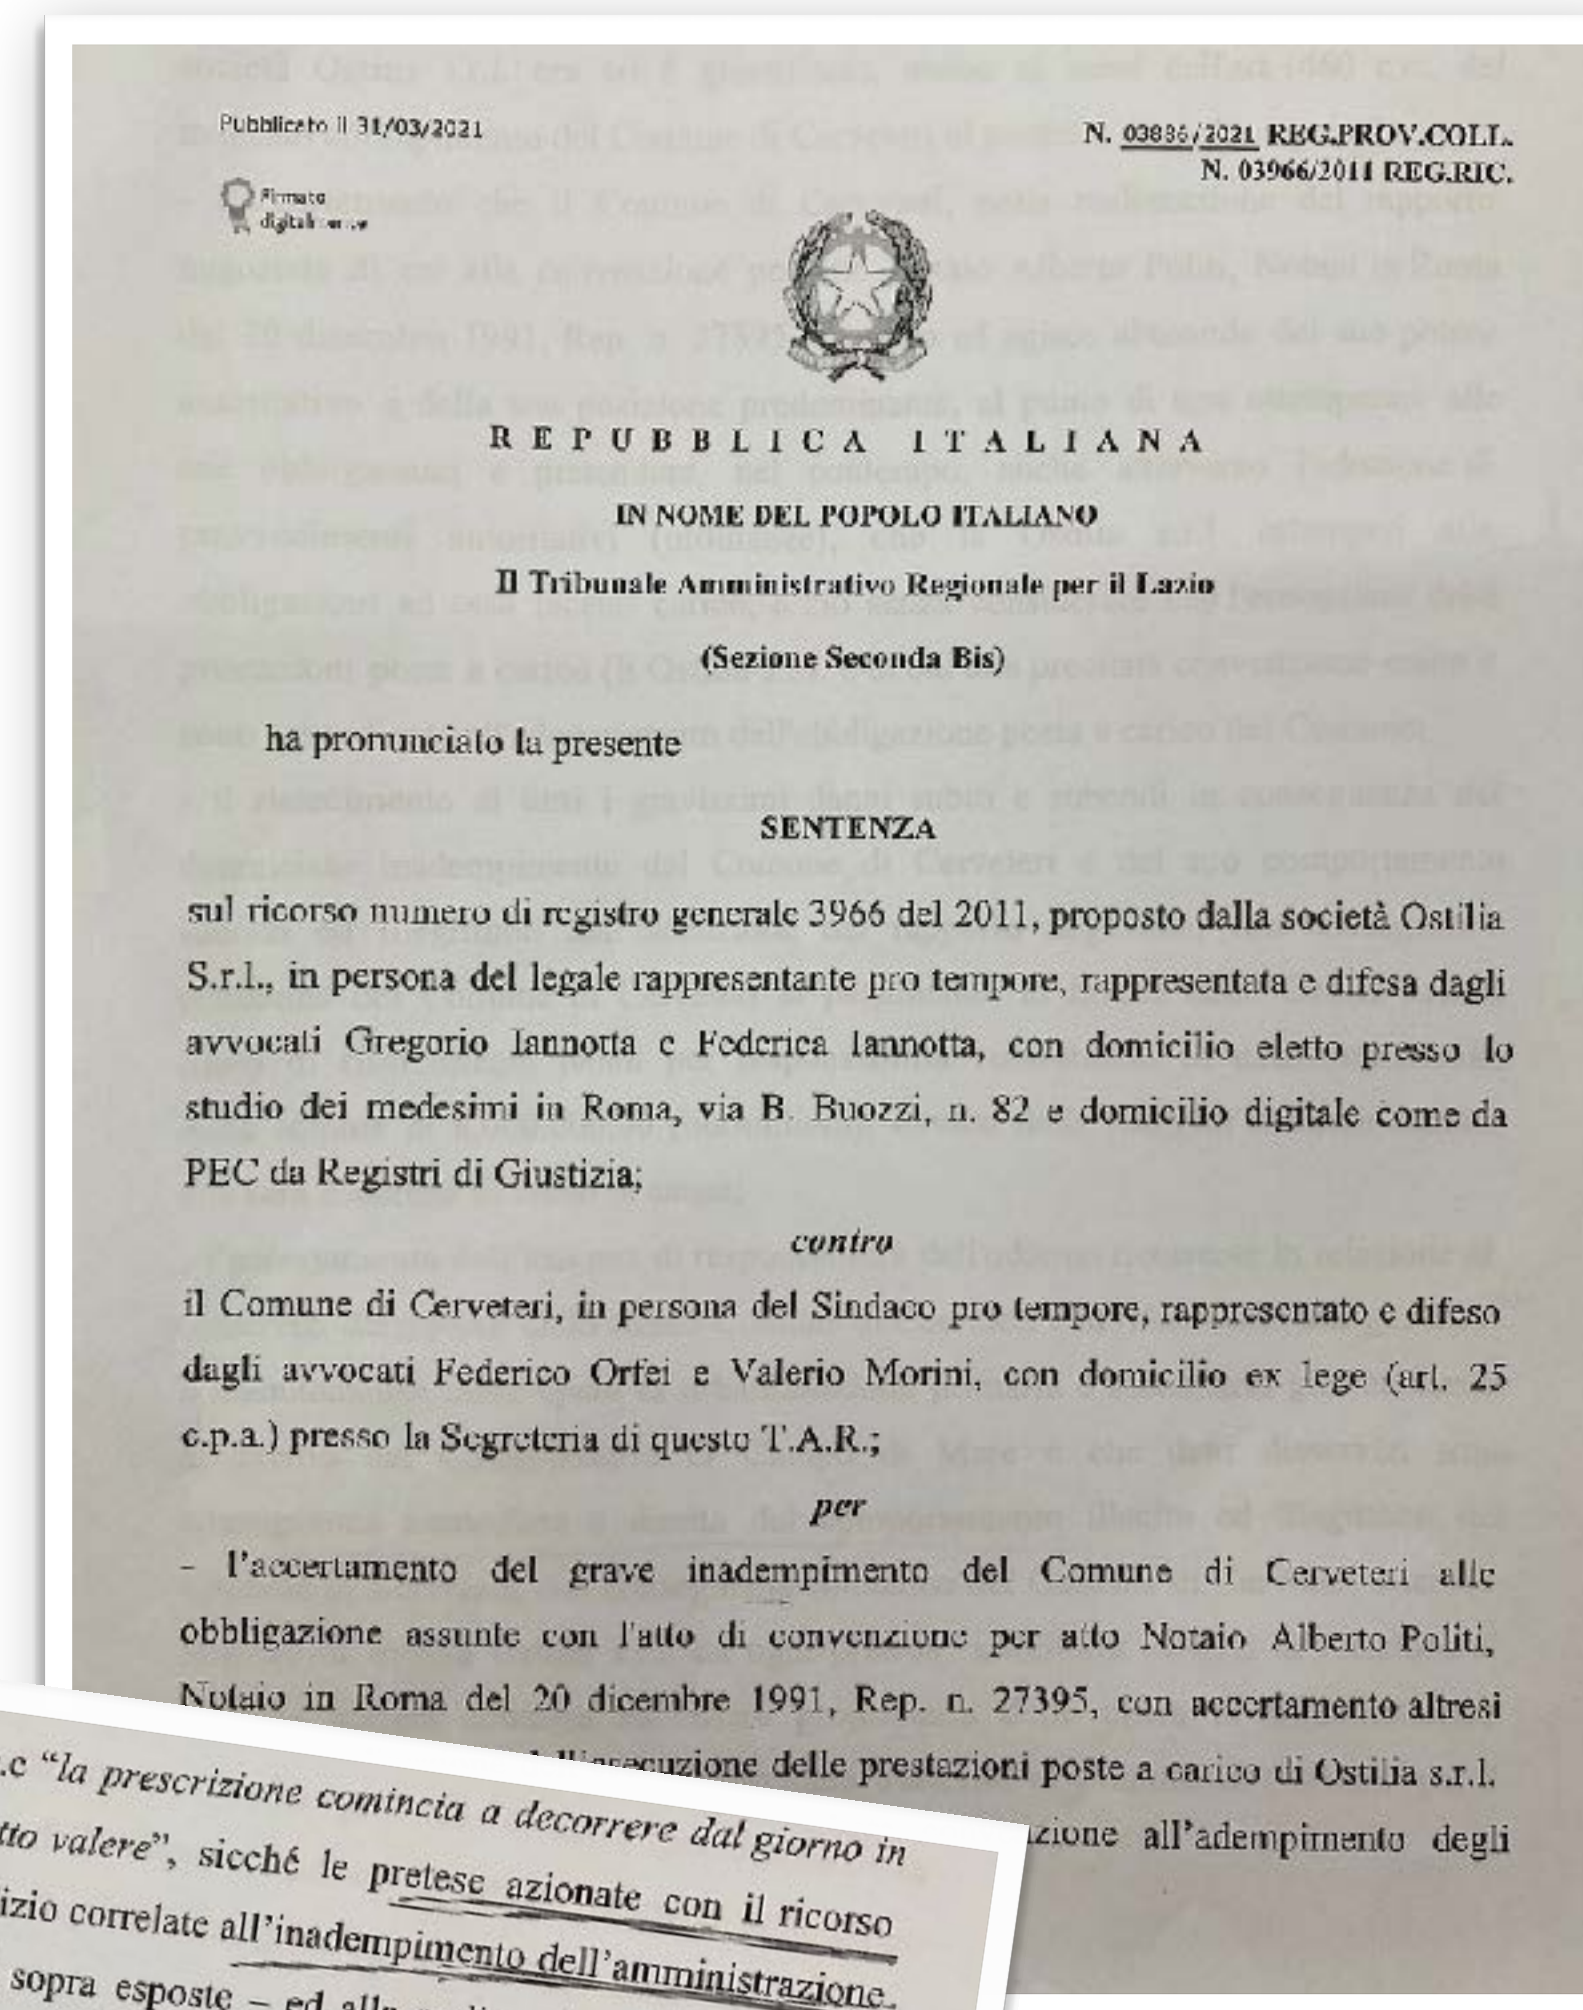 Pubblicato il 31/03/2021
N. 03886/2021 REG.PROV.COLL.
N. 03966/2011 REG.RIC.
Firmato
REPUBBLICA ITALIANA
IN NOME DEL POPOLO ITALIANO
Il Tribunale Amministrativo Regionale per il Lazio
(Sezione Seconda Bis)
ha pronunciato la presente
SENTENZA
sul ricorso numero di registro generale 3966 del 2011, proposto dalla società Ostilia
S.r.l., in persona del legale rappresentante pro tempore, rappresentata e difesa dagli
avvocati Gregorio Iannotta e Federica Iannotta, con domicilio eletto presso lo
studio dei medesimi in Roma, via B. Buozzi, n. 82 e domicilio digitale come da
PEC da Registri di Giustizia;
contro
il Comune di Cerveteri, in persona del Sindaco pro tempore, rappresentato e difeso
dagli avvocati Federico Orfei e Valerio Morini, con domicilio ex lege (art. 25
c.p.a.) presso la Segreteria di questo T.A.R.;
per
- l'accertamento del grave inadempimento del Comune di Cerveteri alle
obbligazione assunte con l'atto di convenzione per atto Notaio Alberto Politi,
Notaio in Roma del 20 dicembre 1991, Rep. n. 27395, con accertamento altresì
delle prestazioni poste a carico di Ostilia s.r.l.
zione all'adempimento degli
.c "la prescrizione comincia a decorrere dal giorno in
tto valere", sicché le pretese azionate con il ricorso
izio correlate all'inadempimento dell'amministrazione
sopra esposte – ed